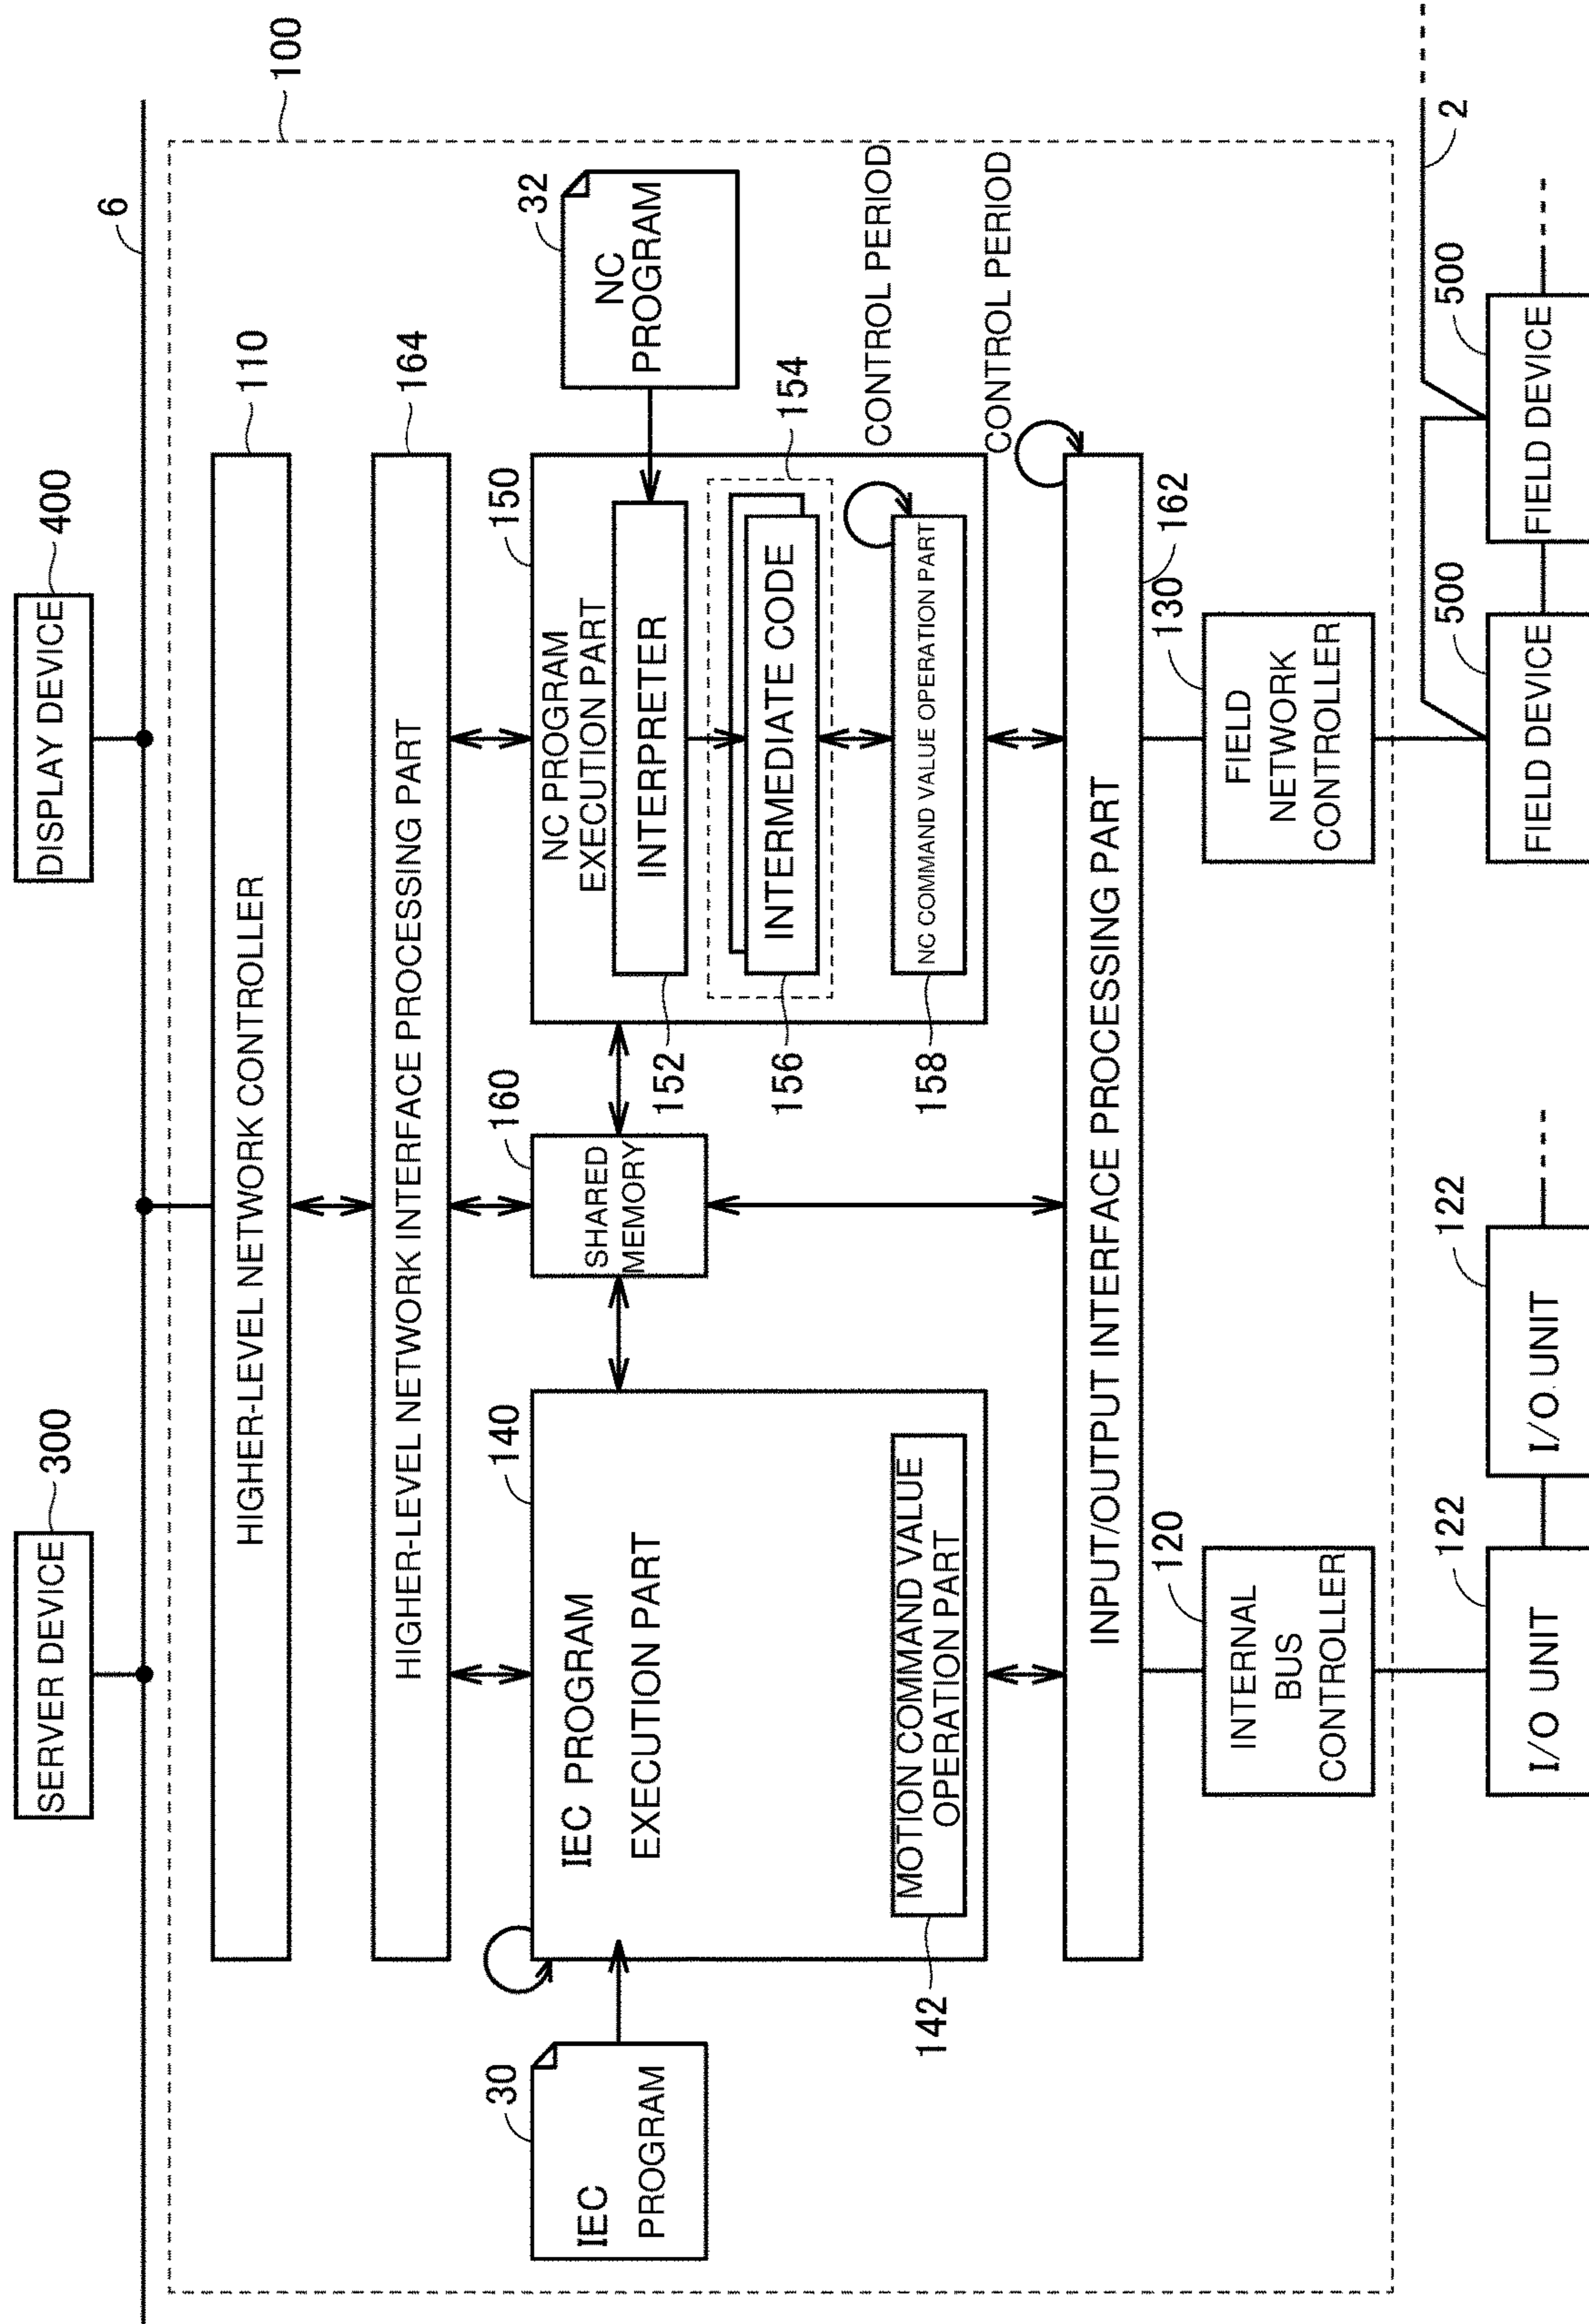 SERVER DEVICE
300
DISPLAY DEVICE
400
6
100
HIGHER-LEVEL NETWORK CONTROLLER
110
HIGHER-LEVEL NETWORK INTERFACE PROCESSING PART
164
30
IEC
PROGRAM
140
IEC PROGRAM
EXECUTION PART
MOTION COMMAND VALUE
OPERATION PART
142
160
SHARED
MEMORY
150
NC PROGRAM
EXECUTION PART
INTERPRETER
152
154
INTERMEDIATE CODE
156
NC COMMAND VALUE OPERATION PART
158
32
NC
PROGRAM
CONTROL PERIOD
CONTROL PERIOD
INPUT/OUTPUT INTERFACE PROCESSING PART
162
120
INTERNAL
BUS
CONTROLLER
130
FIELD
NETWORK
CONTROLLER
2
122
I/O UNIT
122
I/O. UNIT
500
FIELD DEVICE
500
FIELD DEVICE